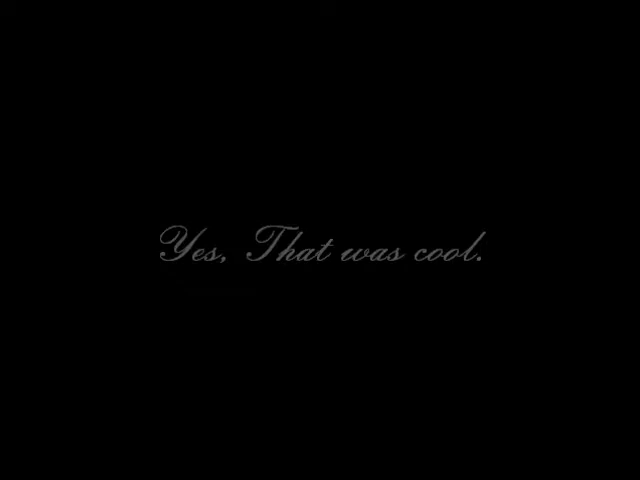 Yes, That was cool.